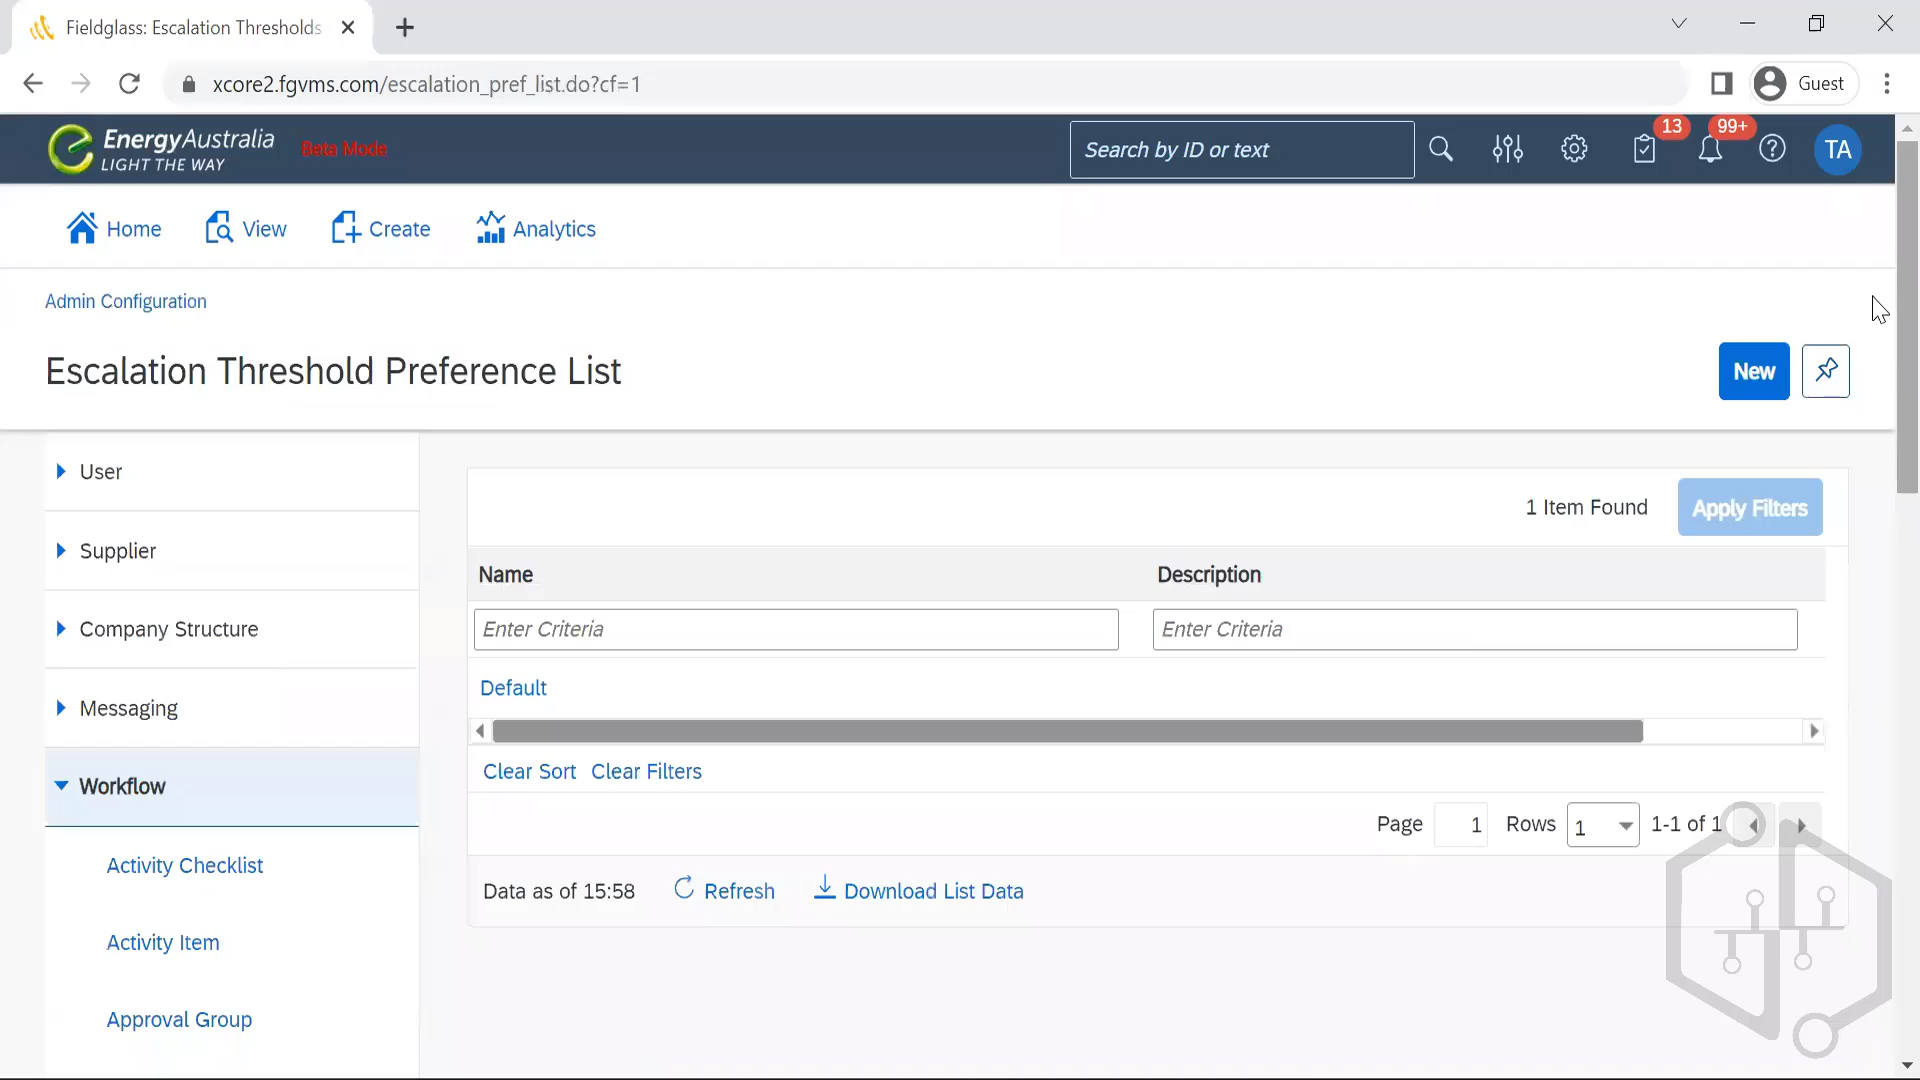 Fieldglass: Escalation Thresholds
xcore2.fgvms.com/escalation_pref_list.do?cf=1
Guest
EnergyAustralia
LIGHT THE WAY
Beta Mode
Search by ID or text
13
99+
TA
Home
View
Create
Analytics
Admin Configuration
Escalation Threshold Preference List
New
User
Supplier
Company Structure
Messaging
Workflow
Activity Checklist
Activity Item
Approval Group
1 Item Found
Apply Filters
Name
Description
Enter Criteria
Enter Criteria
Default
Clear Sort
Clear Filters
Page 1 Rows 1 1-1 of 1
Data as of 15:58
Refresh
Download List Data